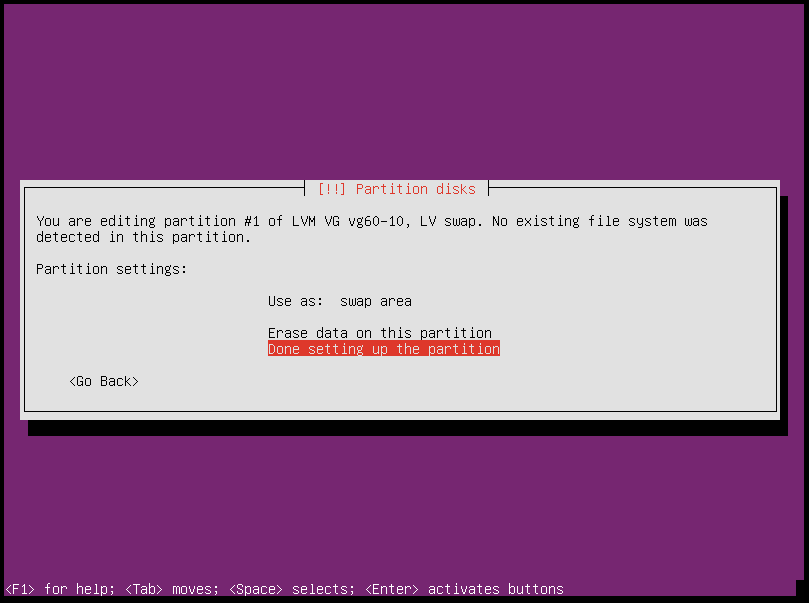 [!!] Partition disks
You are editing partition #1 of LVM VG vg60-10, LV swap. No existing file system was
detected in this partition.
Partition settings:
Use as: swap area
Erase data on this partition
Done setting up the partition
<Go Back>
<F1> for help; <Tab> moves; <Space> selects; <Enter> activates buttons